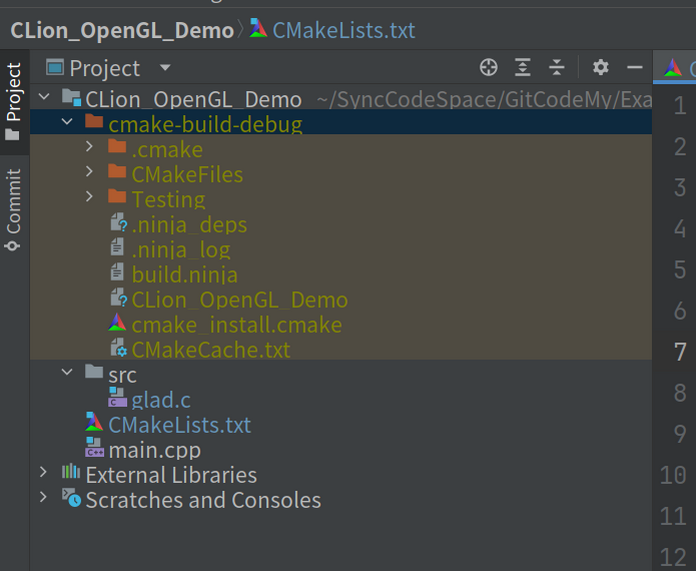 CLion_OpenGL_Demo CMakeLists.txt
Project
Project
Commit
CLion_OpenGL_Demo ~/SyncCodeSpace/GitCodeMy/Exa
cmake-build-debug
.cmake
CMakeFiles
Testing
.ninja_deps
.ninja_log
build.ninja
CLion_OpenGL_Demo
cmake_install.cmake
CMakeCache.txt
src
glad.c
CMakeLists.txt
main.cpp
External Libraries
Scratches and Consoles
1
2
3
4
5
6
7
8
9
10
11
12